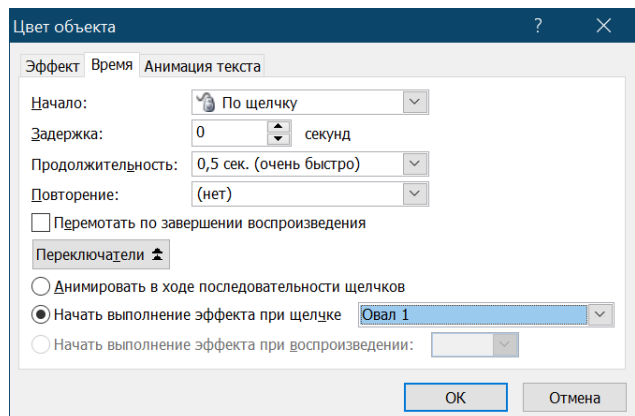 Цвет объекта ?
Эффект Время Анимация текста
Начало: По щелчку
Задержка: 0 секунд
Продолжительность: 0,5 сек. (очень быстро)
Повторение: (нет)
Перемотать по завершении воспроизведения
Переключатели
Анимировать в ходе последовательности щелчков
Начать выполнение эффекта при щелчке Овал 1
Начать выполнение эффекта при воспроизведении:
ОК Отмена